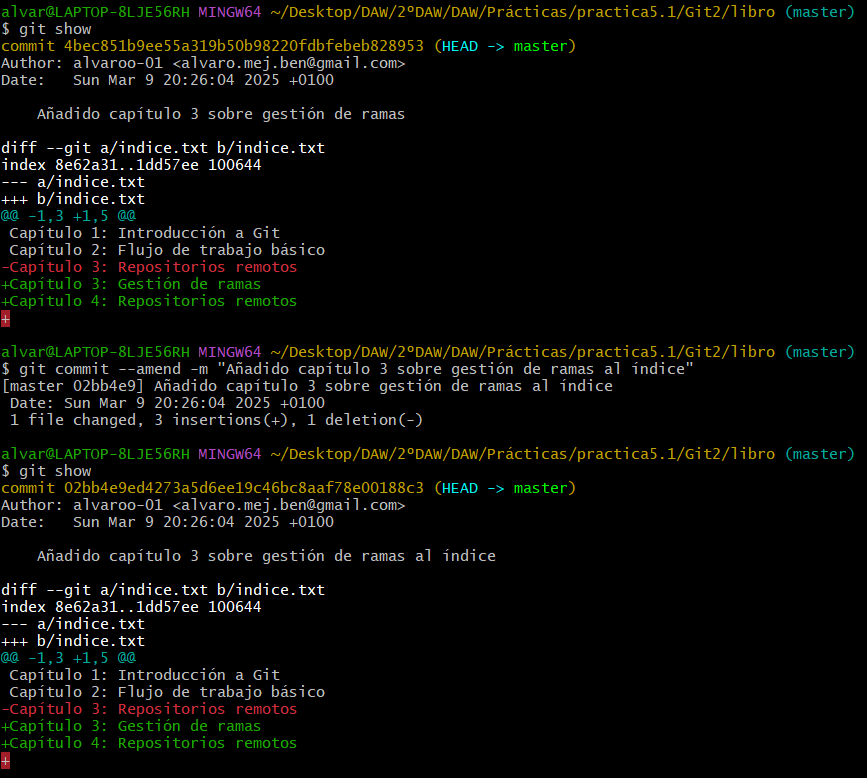 alvar@LAPTOP-8LJE56RH MINGW64 ~/Desktop/DAW/2ºDAW/DAW/Prácticas/practica5.1/Git2/libro (master)
$ git show
commit 4bec851b9ee55a319b50b98220fdbfebeb828953 (HEAD -> master)
Author: alvaroo-01 <alvaro.mej.ben@gmail.com>
Date:   Sun Mar 9 20:26:04 2025 +0100

    Añadido capítulo 3 sobre gestión de ramas

diff --git a/indice.txt b/indice.txt
index 8e62a31..1dd57ee 100644
--- a/indice.txt
+++ b/indice.txt
@@ -1,3 +1,5 @@
 Capítulo 1: Introducción a Git
 Capítulo 2: Flujo de trabajo básico
-Capítulo 3: Repositorios remotos
+Capítulo 3: Gestión de ramas
+Capítulo 4: Repositorios remotos
+

alvar@LAPTOP-8LJE56RH MINGW64 ~/Desktop/DAW/2ºDAW/DAW/Prácticas/practica5.1/Git2/libro (master)
$ git commit --amend -m "Añadido capítulo 3 sobre gestión de ramas al índice"
[master 02bb4e9] Añadido capítulo 3 sobre gestión de ramas al índice
 Date: Sun Mar 9 20:26:04 2025 +0100
 1 file changed, 3 insertions(+), 1 deletion(-)

alvar@LAPTOP-8LJE56RH MINGW64 ~/Desktop/DAW/2ºDAW/DAW/Prácticas/practica5.1/Git2/libro (master)
$ git show
commit 02bb4e9ed4273a5d6ee19c46bc8aaf78e00188c3 (HEAD -> master)
Author: alvaroo-01 <alvaro.mej.ben@gmail.com>
Date:   Sun Mar 9 20:26:04 2025 +0100

    Añadido capítulo 3 sobre gestión de ramas al índice

diff --git a/indice.txt b/indice.txt
index 8e62a31..1dd57ee 100644
--- a/indice.txt
+++ b/indice.txt
@@ -1,3 +1,5 @@
 Capítulo 1: Introducción a Git
 Capítulo 2: Flujo de trabajo básico
-Capítulo 3: Repositorios remotos
+Capítulo 3: Gestión de ramas
+Capítulo 4: Repositorios remotos
+